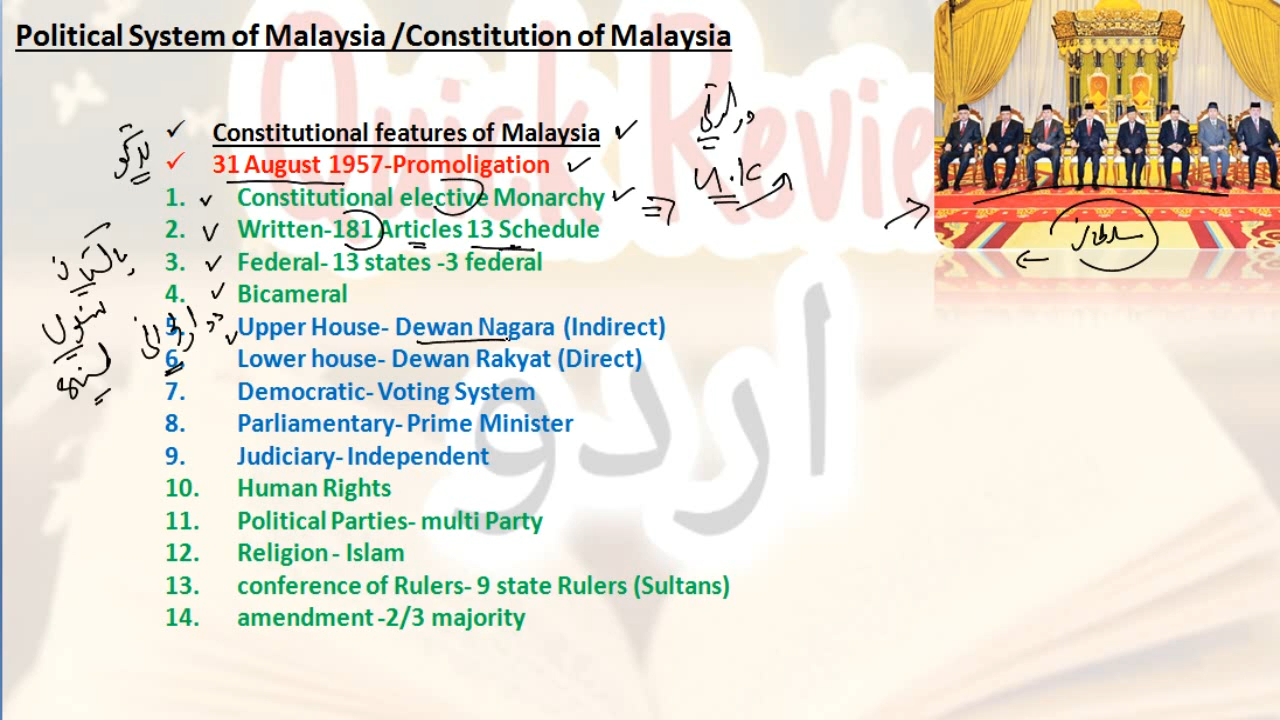 Political System of Malaysia /Constitution of Malaysia
Quick Review
اردو
✓ Constitutional features of Malaysia
✓ 31 August 1957-Promoligation
1. Constitutional elective Monarchy
2. Written-181 Articles 13 Schedule
3. Federal- 13 states -3 federal
4. Bicameral
5. Upper House- Dewan Nagara (Indirect)
6. Lower house- Dewan Rakyat (Direct)
7. Democratic- Voting System
8. Parliamentary- Prime Minister
9. Judiciary- Independent
10. Human Rights
11. Political Parties- multi Party
12. Religion - Islam
13. conference of Rulers- 9 state Rulers (Sultans)
14. amendment -2/3 majority
U.K
سلطان